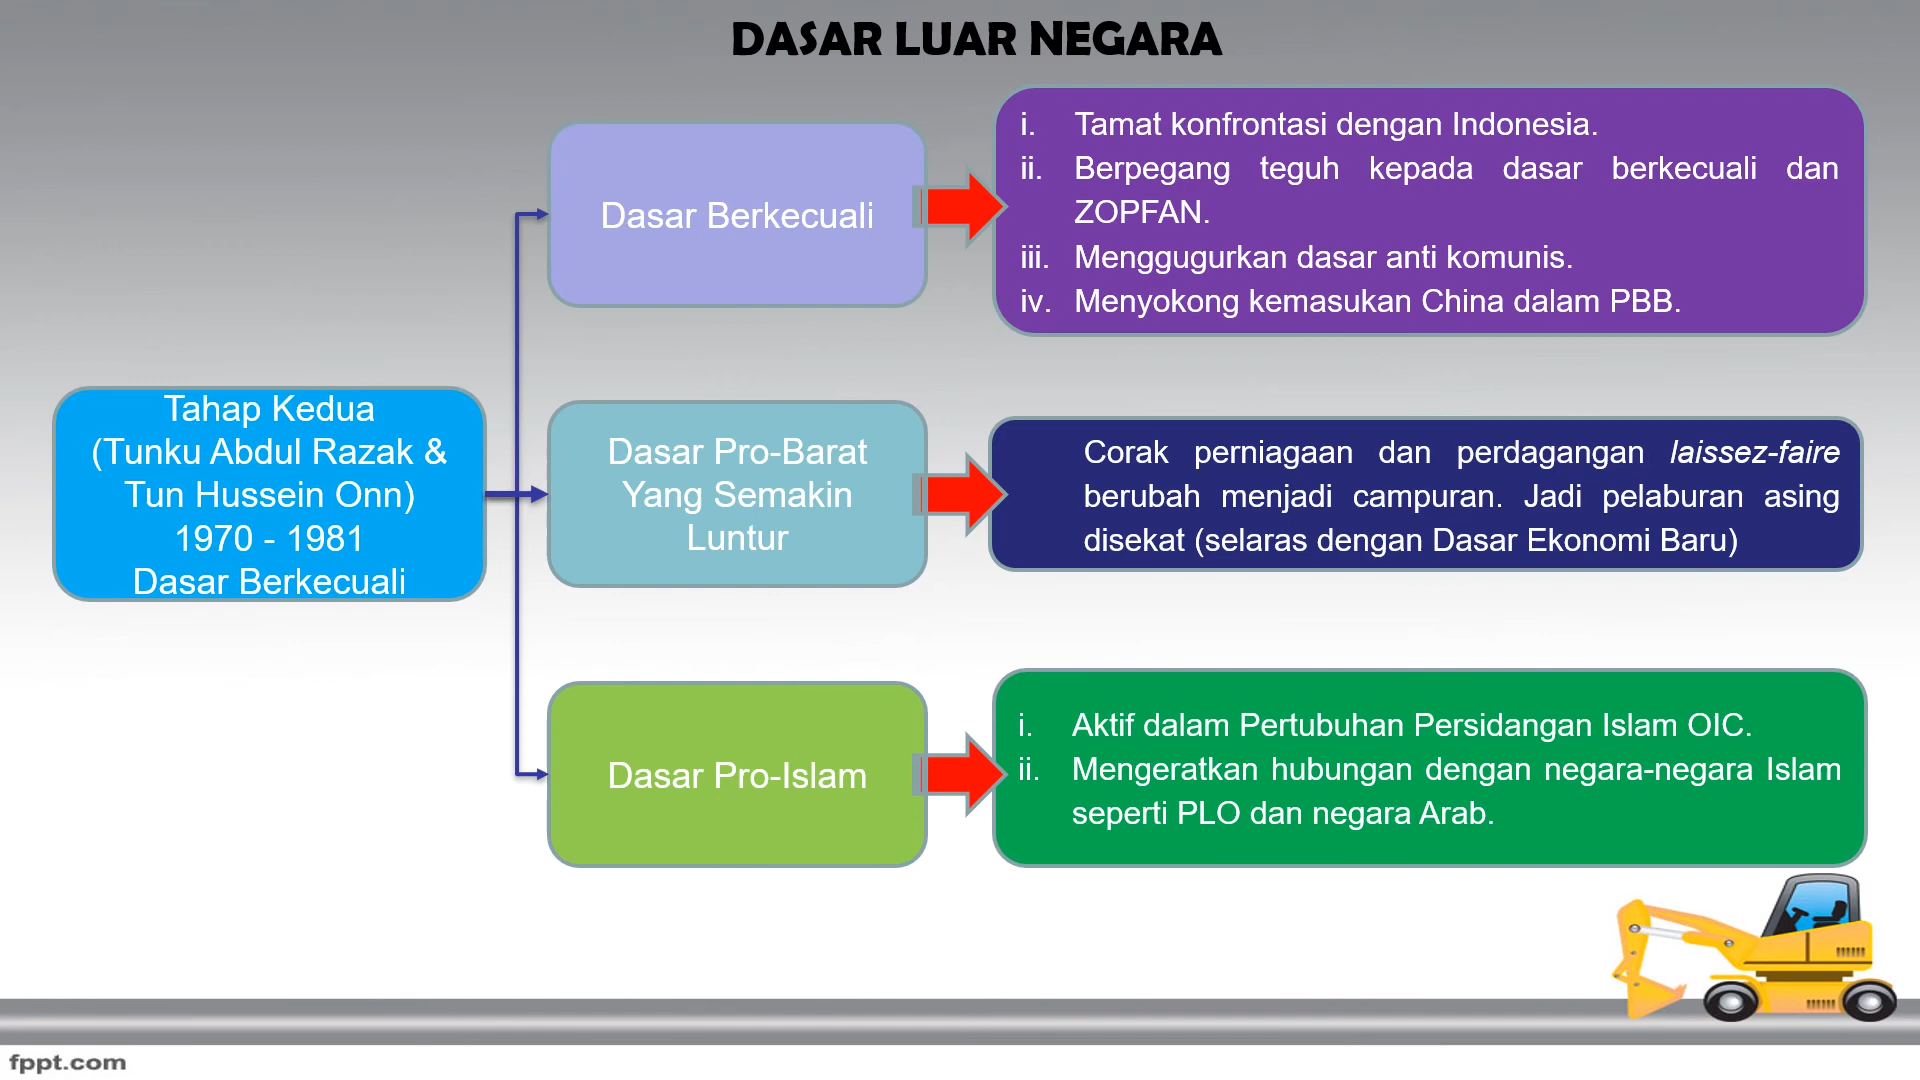 DASAR LUAR NEGARA
Tahap Kedua
(Tunku Abdul Razak &
Tun Hussein Onn)
1970 - 1981
Dasar Berkecuali
Dasar Berkecuali
i. Tamat konfrontasi dengan Indonesia.
ii. Berpegang teguh kepada dasar berkecuali dan
ZOPFAN.
iii. Menggugurkan dasar anti komunis.
iv. Menyokong kemasukan China dalam PBB.
Dasar Pro-Barat
Yang Semakin
Luntur
Corak perniagaan dan perdagangan laissez-faire
berubah menjadi campuran. Jadi pelaburan asing
disekat (selaras dengan Dasar Ekonomi Baru)
Dasar Pro-Islam
i. Aktif dalam Pertubuhan Persidangan Islam OIC.
ii. Mengeratkan hubungan dengan negara-negara Islam
seperti PLO dan negara Arab.
fppt.com